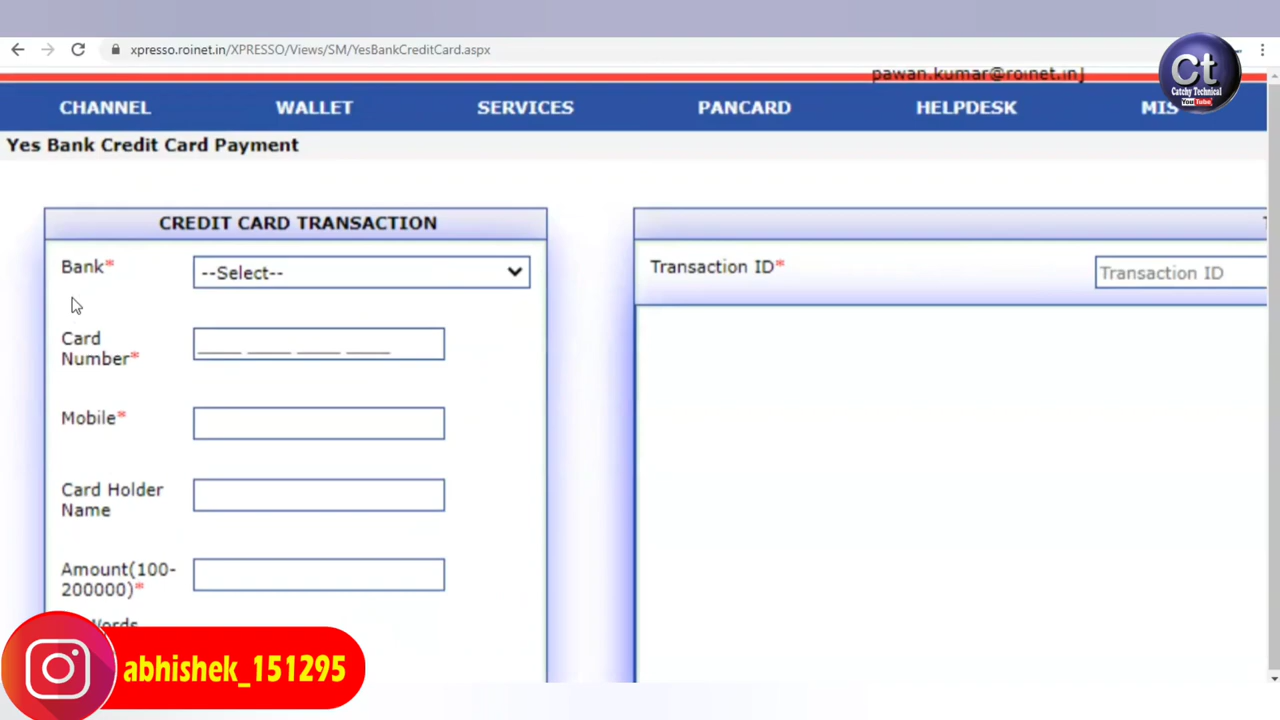 xpresso.roinet.in/XPRESSO/Views/SM/YesBankCreditCard.aspx
pawan.kumar@roinet.in]
Ct
Catchy Technical
YouTube
CHANNEL WALLET SERVICES PANCARD HELPDESK MIS
Yes Bank Credit Card Payment
CREDIT CARD TRANSACTION
Bank*
--Select--
Transaction ID*
Transaction ID
Card
Number*
Mobile*
Card Holder
Name
Amount(100-
200000)*
Words
abhishek_151295